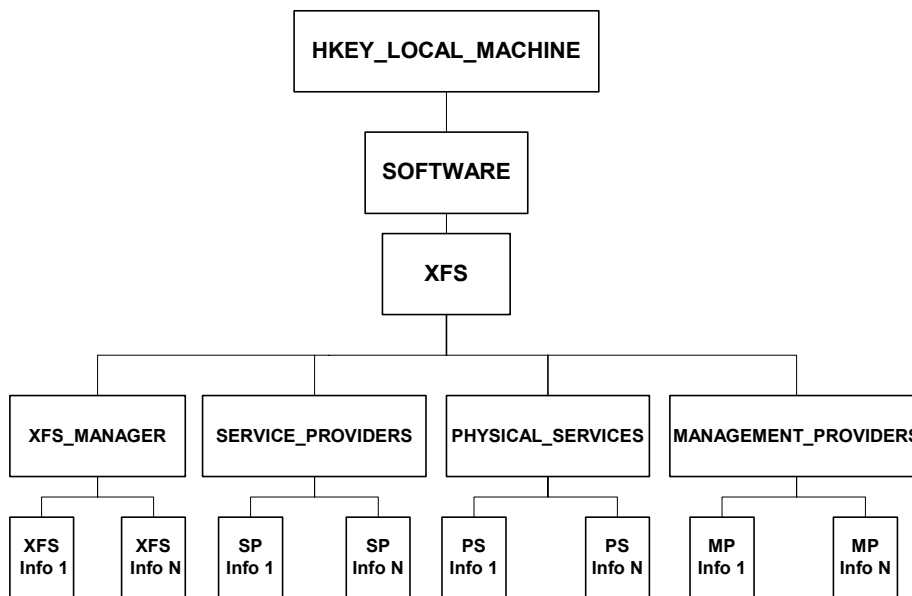 HKEY_LOCAL_MACHINE
SOFTWARE
XFS
XFS_MANAGER
SERVICE_PROVIDERS
PHYSICAL_SERVICES
MANAGEMENT_PROVIDERS
XFS
Info 1
XFS
Info N
SP
Info 1
SP
Info N
PS
Info 1
PS
Info N
MP
Info 1
MP
Info N